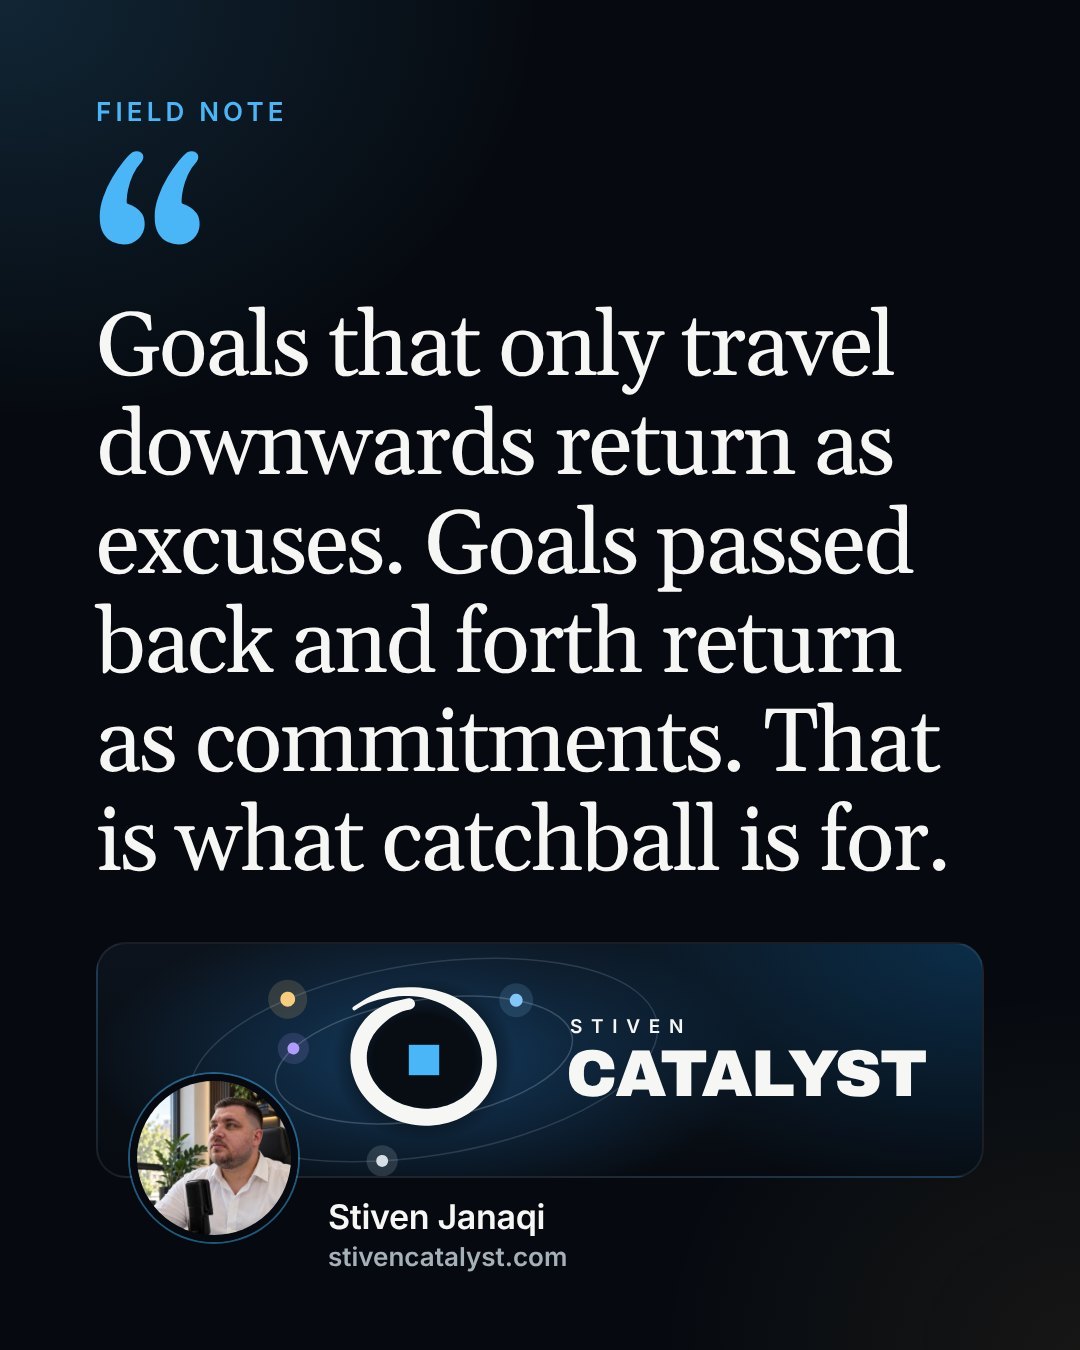 FIELD NOTE
“
Goals that only travel
downwards return as
excuses. Goals passed
back and forth return
as commitments. That
is what catchball is for.
STIVEN
CATALYST
Stiven Janaqi
stivencatalyst.com